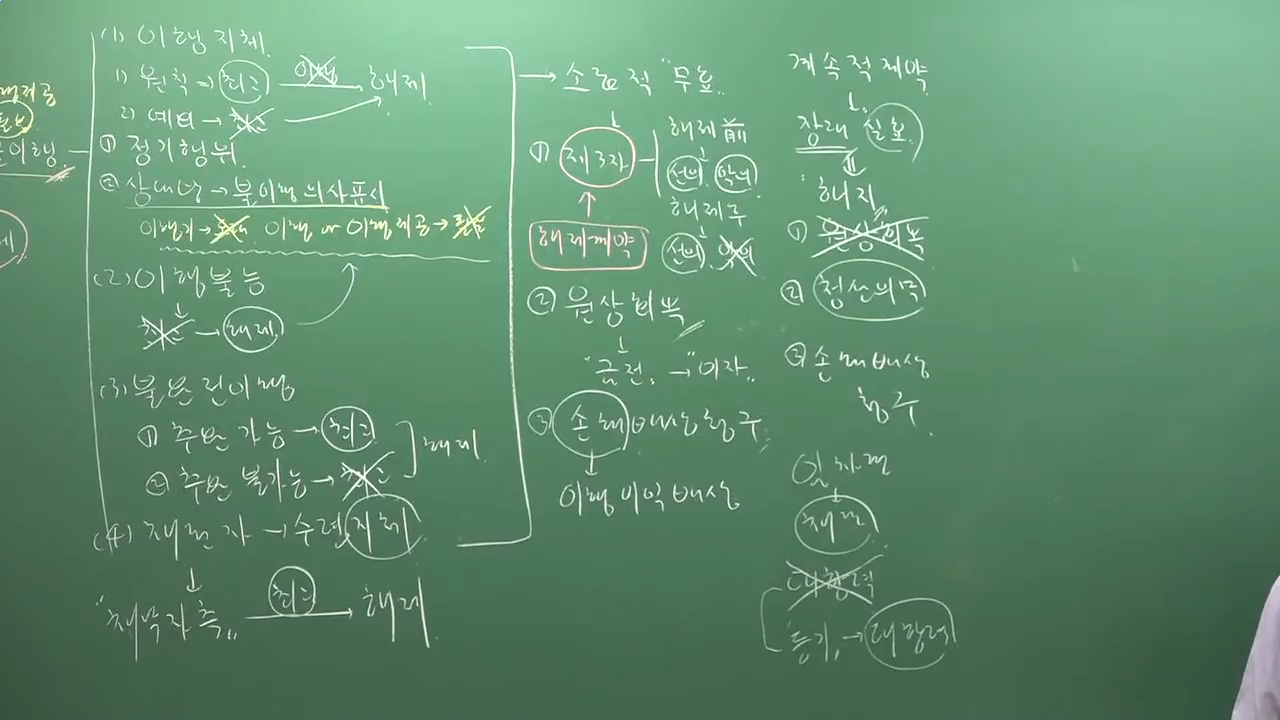 (1) 이행지체
1) 원칙 → 최고 이행 → 해제
2) 예외 → 최고
① 정기행위
② 상대방 → 불이행의사표시
이행기 → 이행 or 이행제공 →
(2) 이행불능
최고 → 해제
(3) 불완전이행
① 추완가능 → 최고
② 추완 불가능 → 최고
해제
(4) 채권자 → 수령지체
"채무자측" 최고 → 해제
→ 소급적 "무효"
① 제3자
해제前
선의 악의
해제후
선의 악의
해제계약
② 원상회복
"금전" → "이자"
③ 손해배상청구
이행이익배상
계속적 계약
장래 실효
"해지"
① 원상회복
② 청산의무
③ 손해배상
청구
임차권
채권
대항력
등기 → 대항력